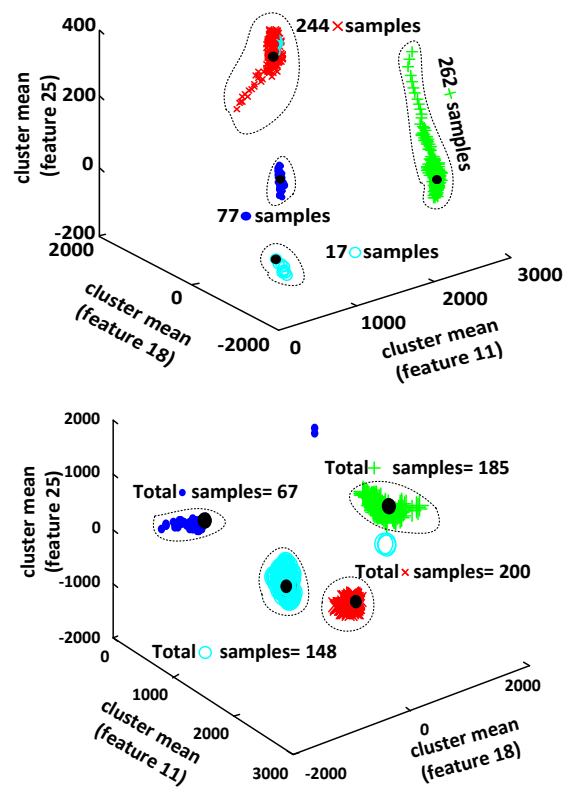 400
200
0
-200
cluster mean
(feature 25)
244 × samples
262 + samples
77 ● samples
17 ○ samples
2000
0
-2000
cluster mean
(feature 18)
0
1000
2000
3000
cluster mean
(feature 11)
2000
1000
0
-1000
-2000
cluster mean
(feature 25)
Total + samples= 185
Total • samples= 67
Total × samples= 200
Total ○ samples= 148
0
1000
2000
3000
cluster mean
(feature 11)
-2000
0
2000
cluster mean
(feature 18)